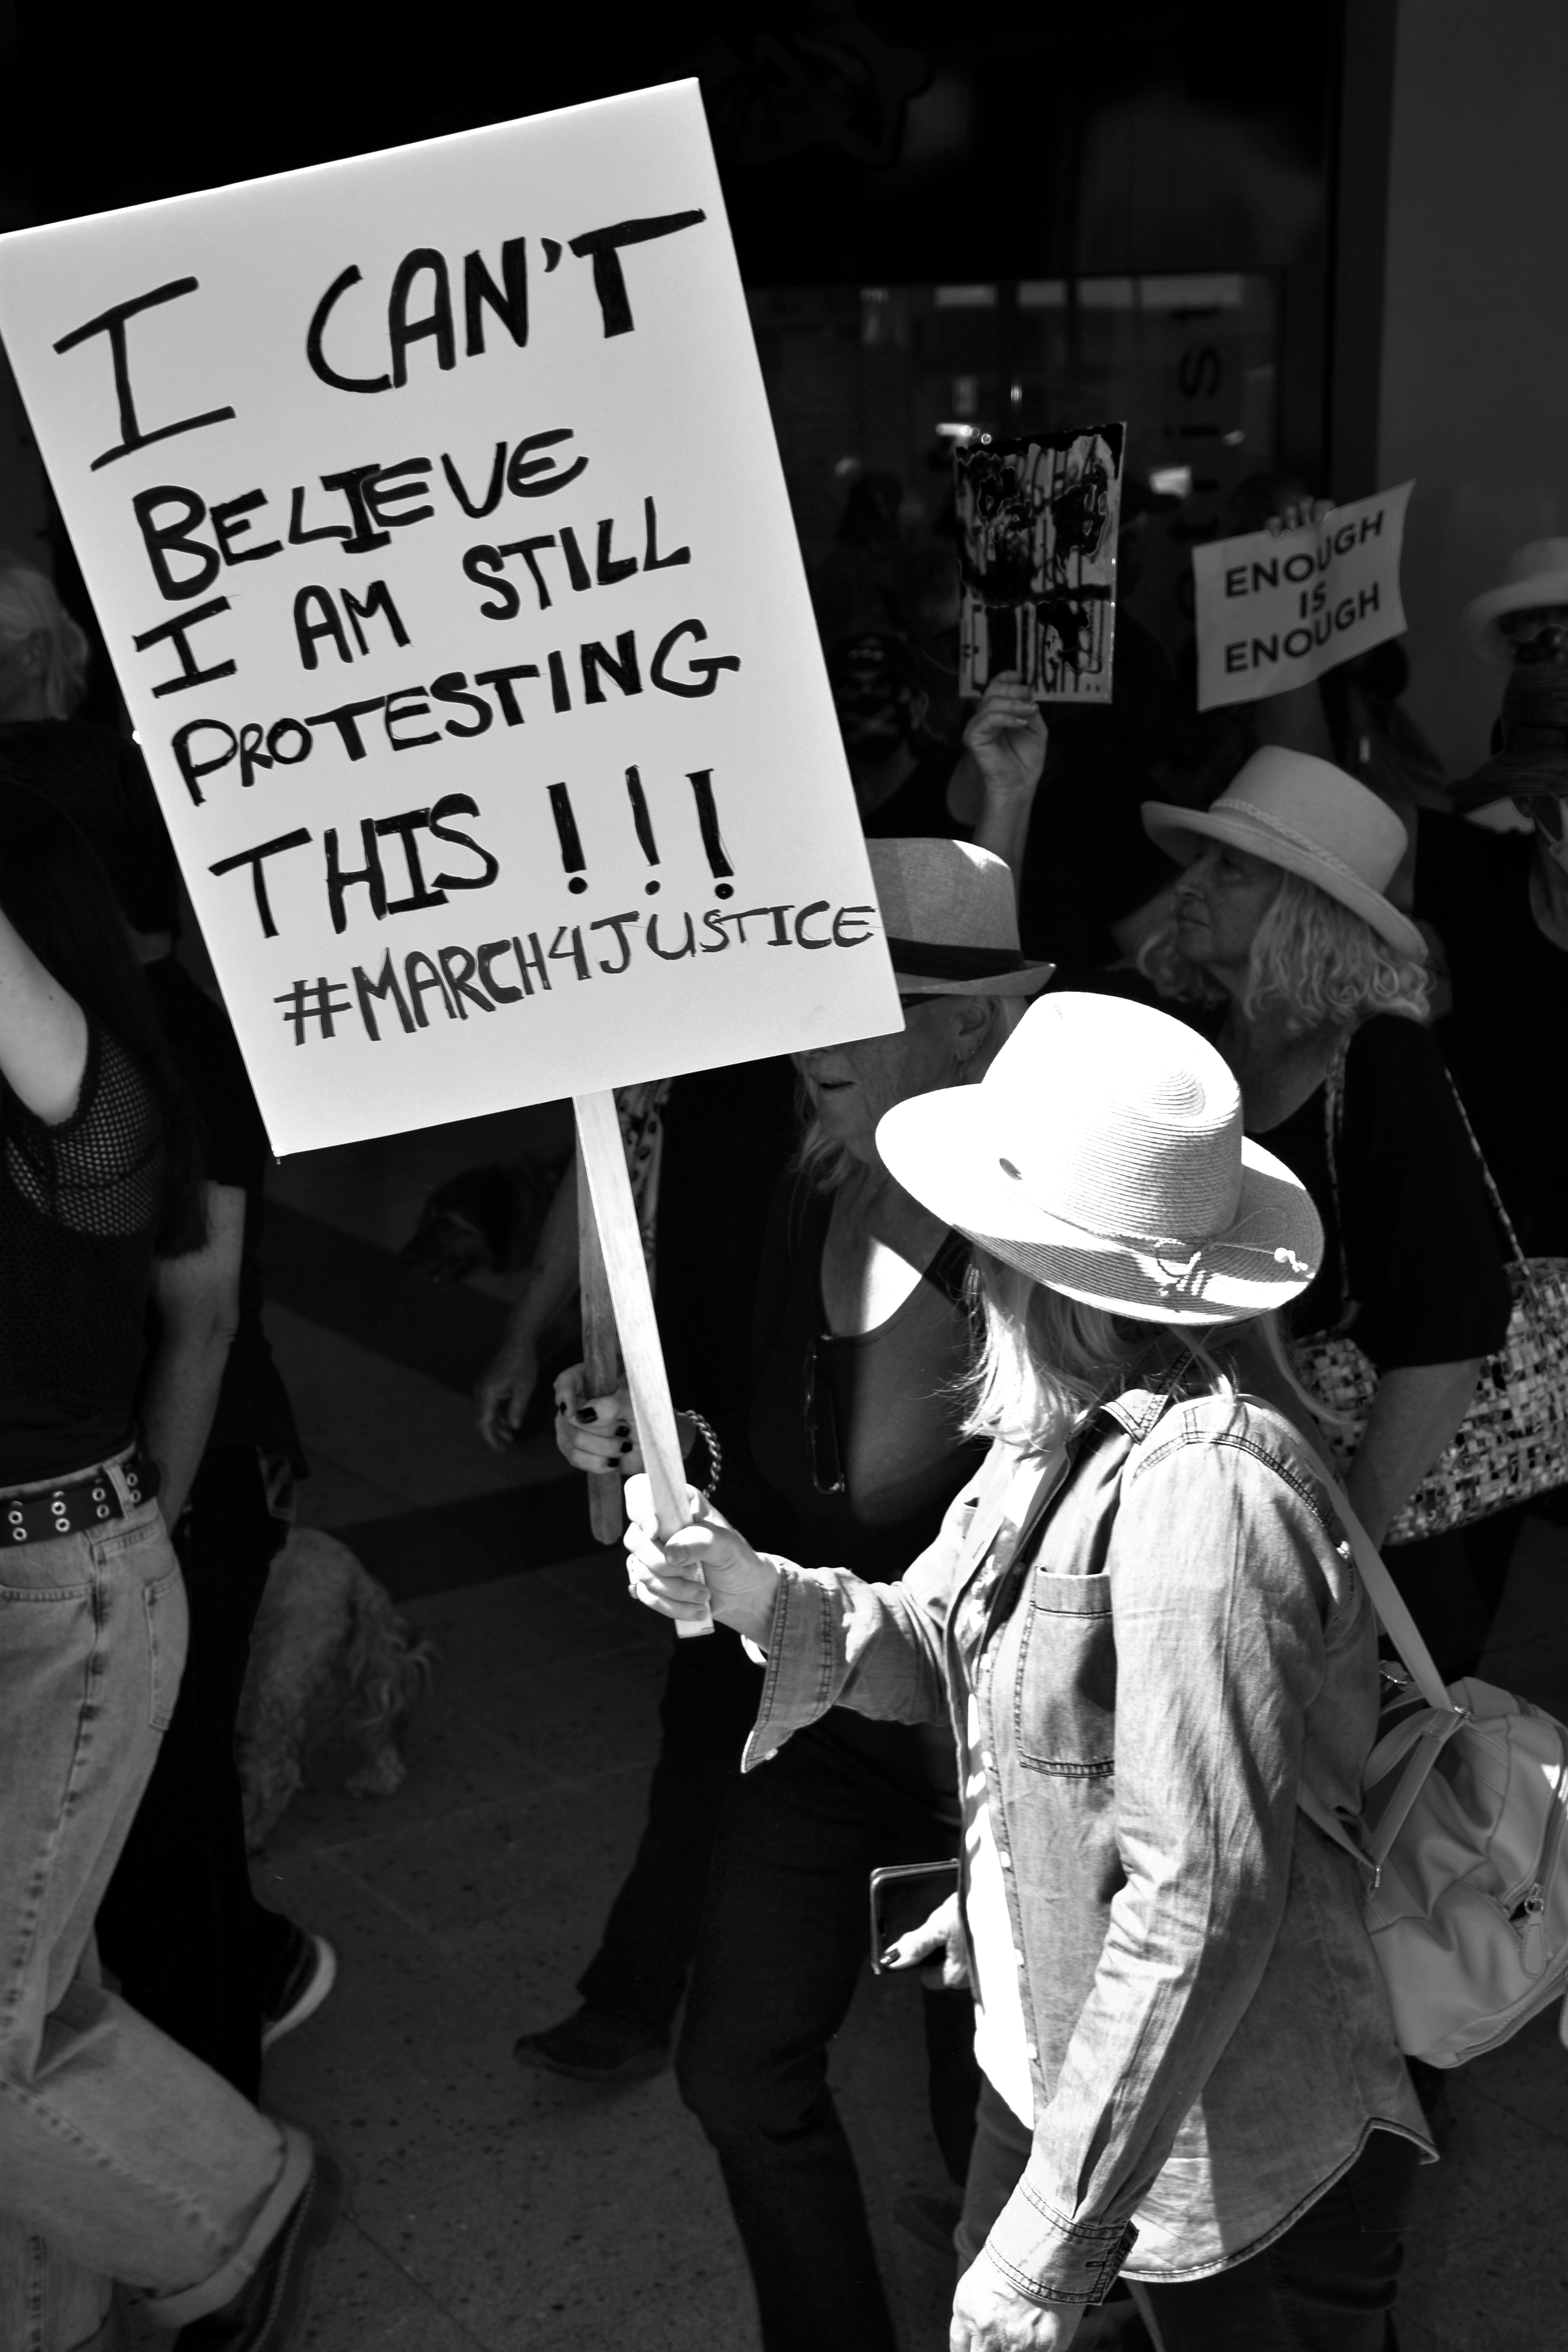 I CAN'T
BELIEVE
I AM STILL
PROTESTING
THIS!!!
#MARCH4JUSTICE
ENOUGH
IS
ENOUGH